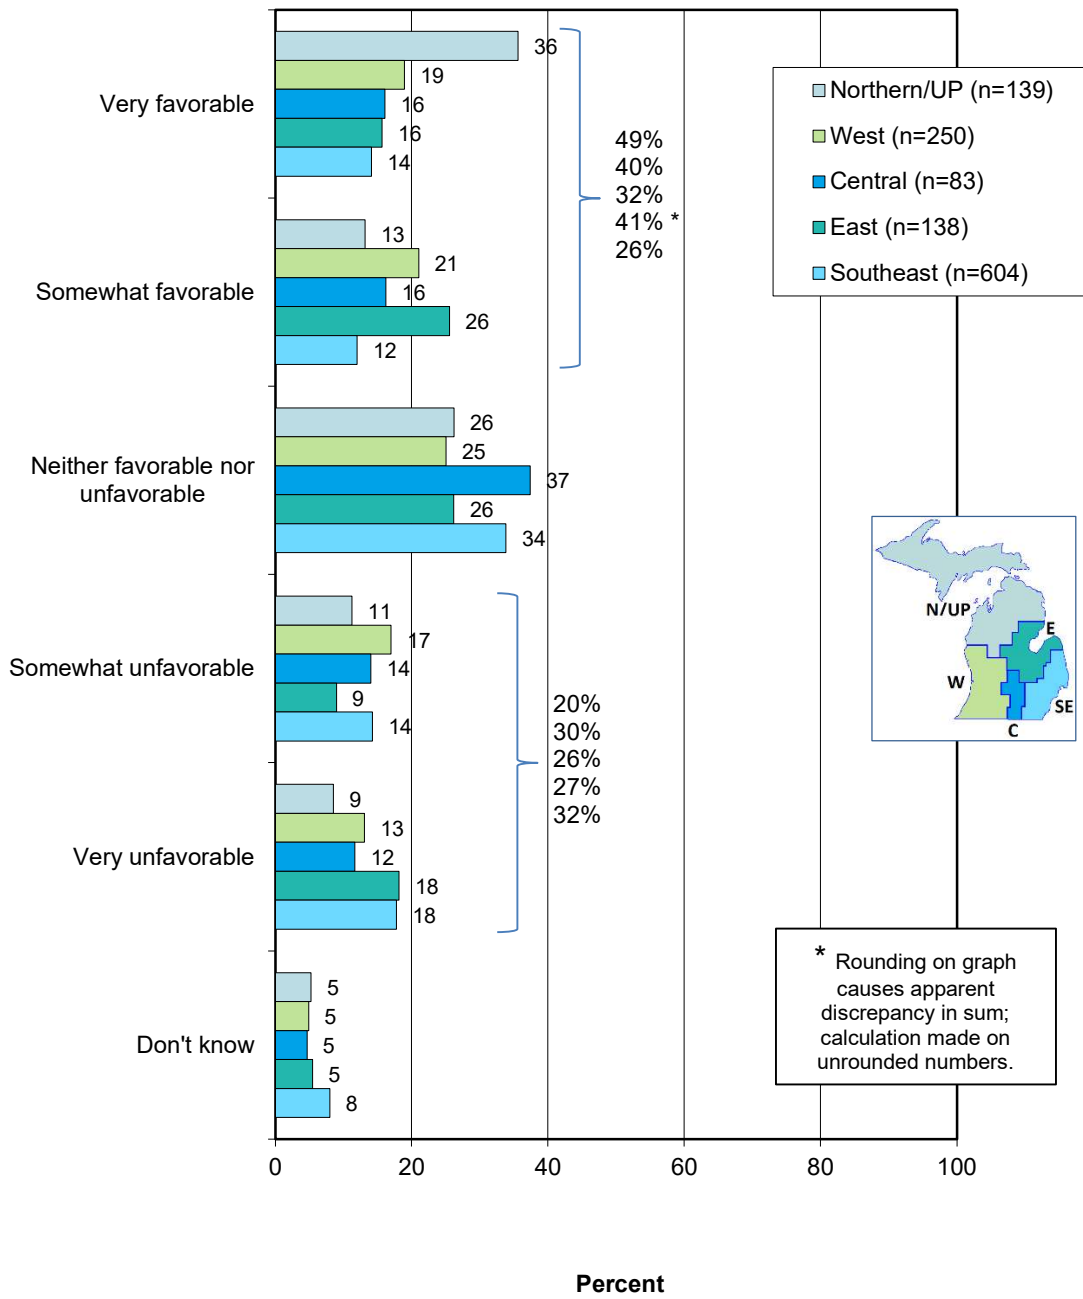 Very favorable
36
19
16
16
14
Somewhat favorable
13
21
16
26
12
49%
40%
32%
41% *
26%
Neither favorable nor
unfavorable
26
25
37
26
34
Somewhat unfavorable
11
17
14
9
14
Very unfavorable
9
13
12
18
18
20%
30%
26%
27%
32%
Don't know
5
5
5
5
8
0
20
40
60
80
100
Percent
Northern/UP (n=139)
West (n=250)
Central (n=83)
East (n=138)
Southeast (n=604)
N/UP
E
W
SE
C
* Rounding on graph
causes apparent
discrepancy in sum;
calculation made on
unrounded numbers.